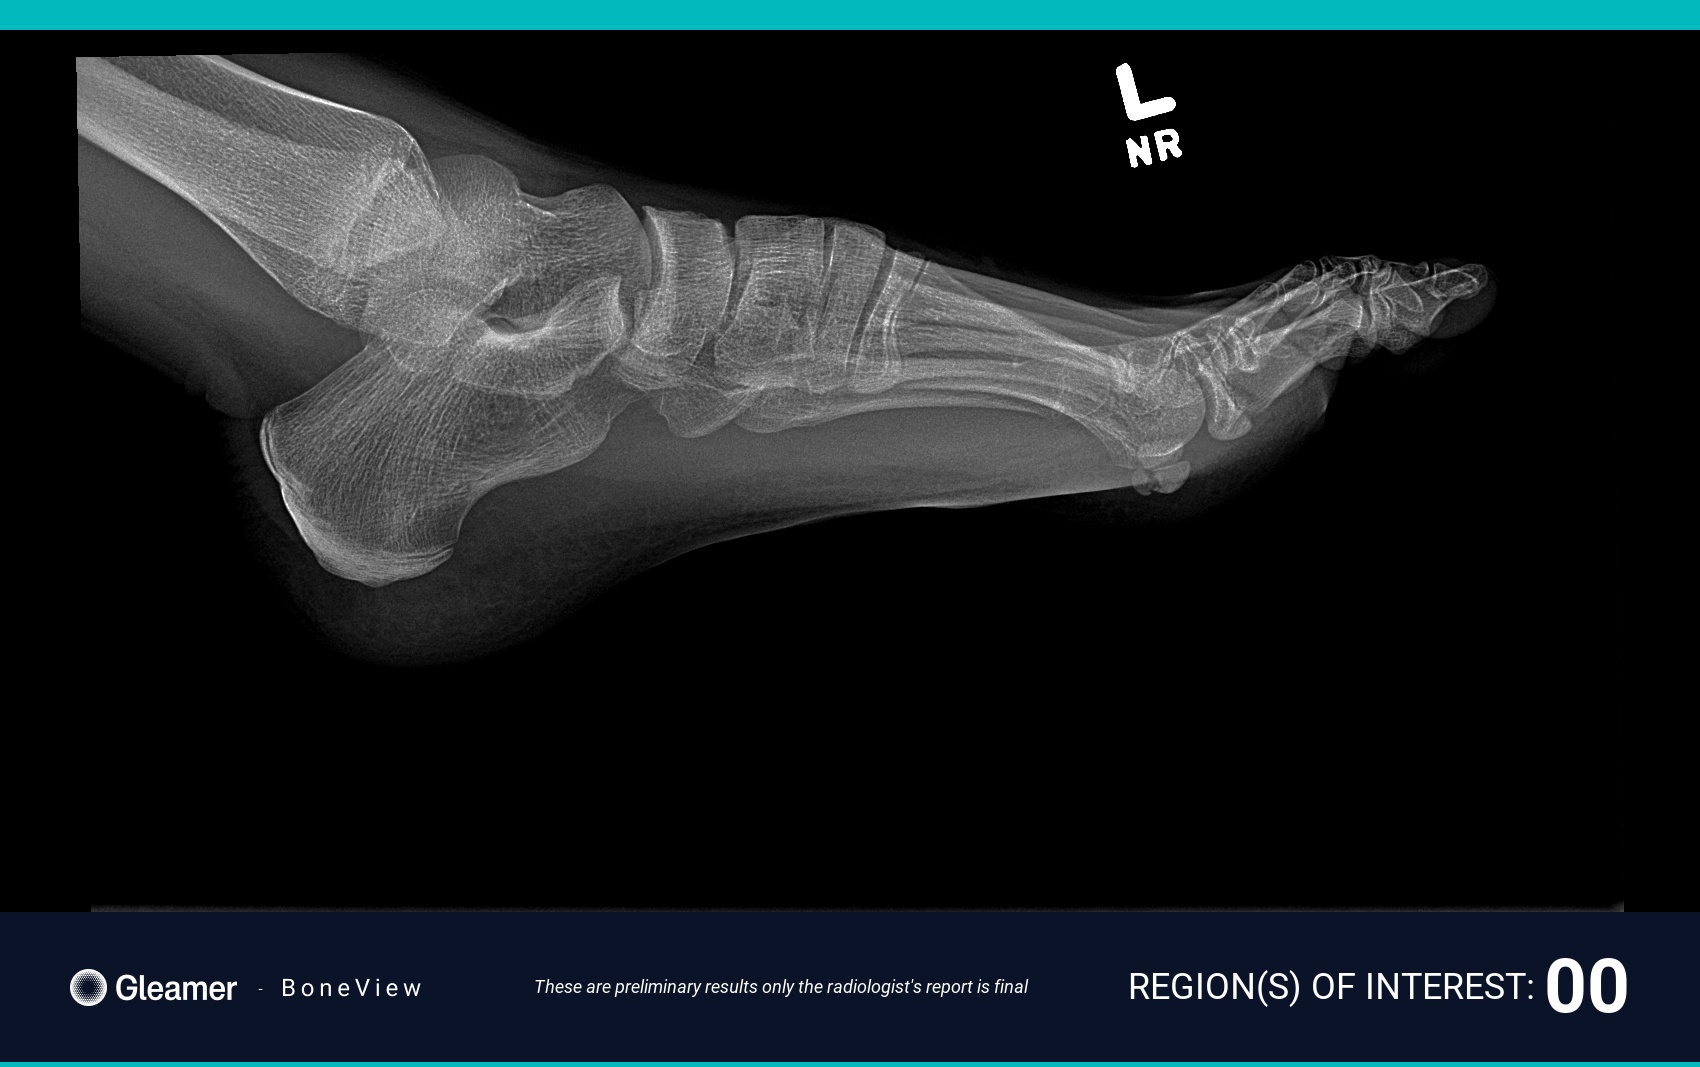 L
NR
Gleamer - BoneView
These are preliminary results only the radiologist's report is final
REGION(S) OF INTEREST: 00